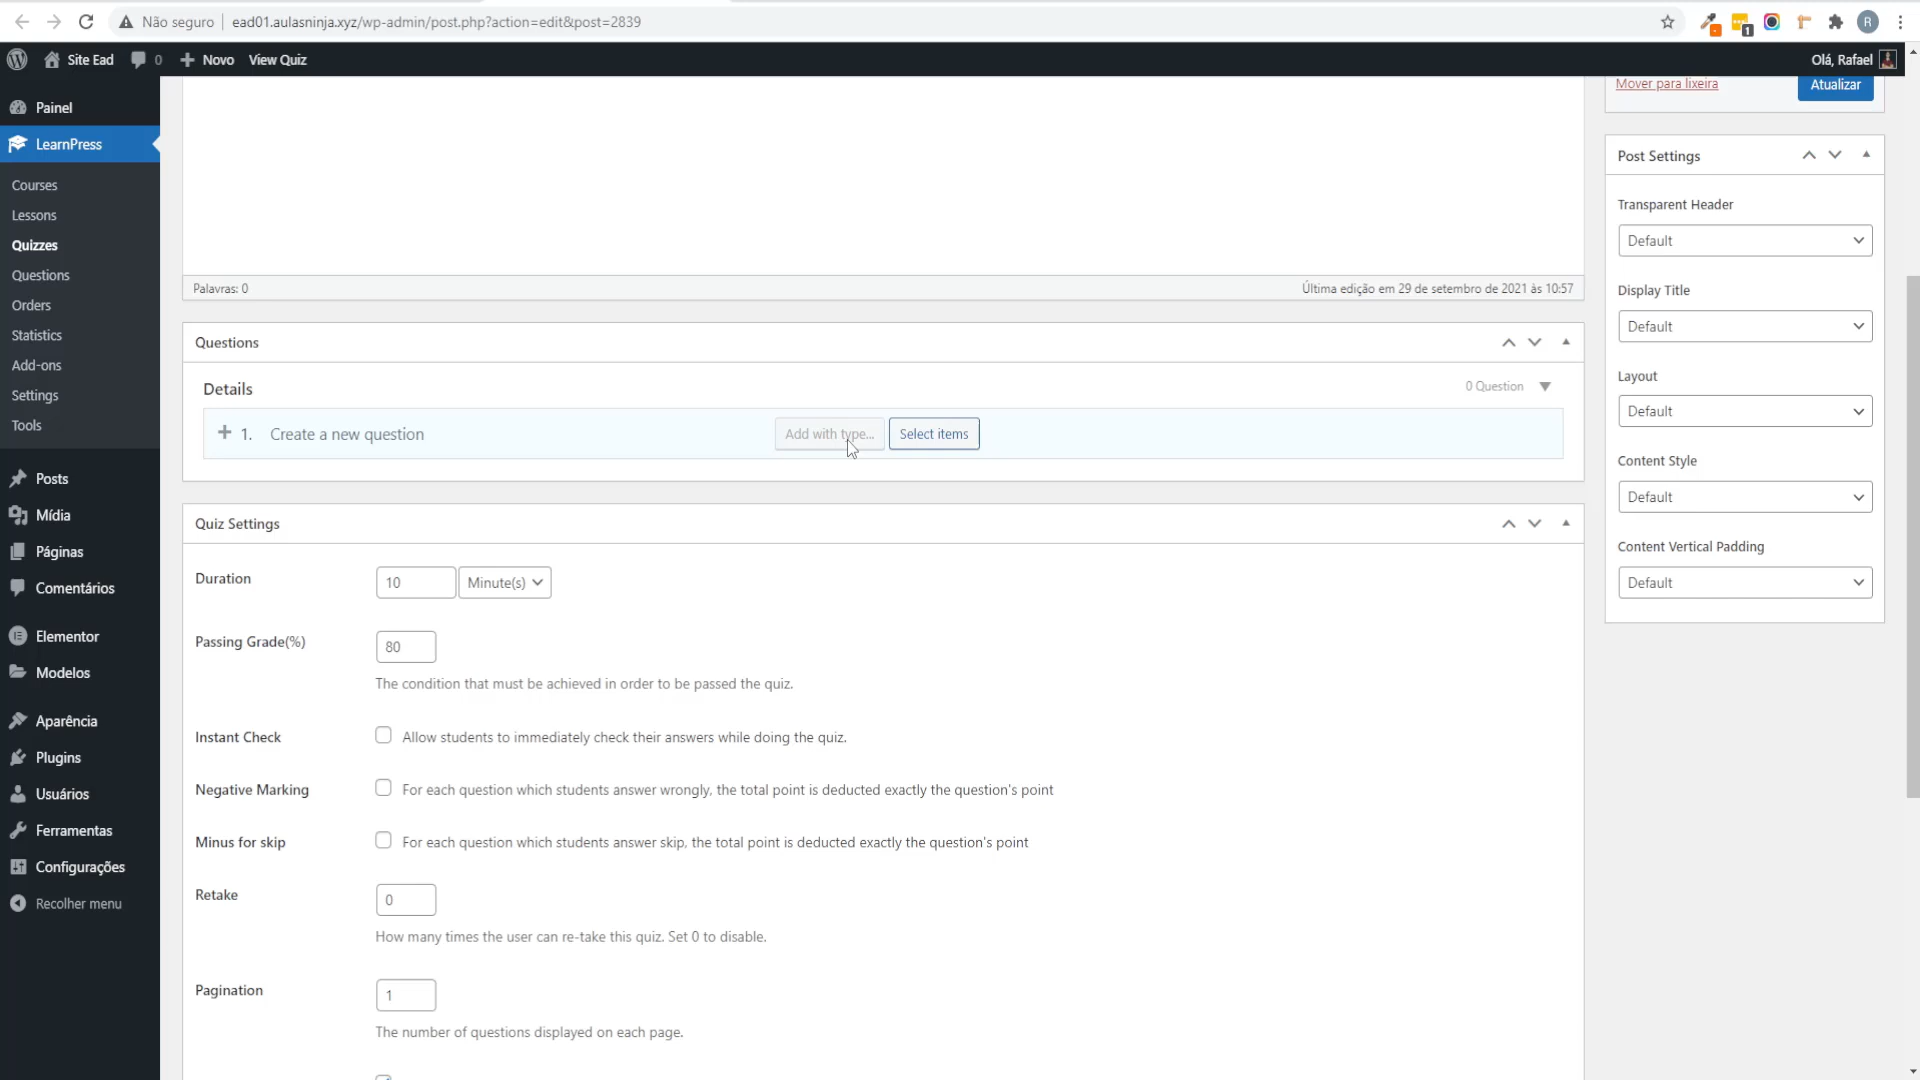 Não seguro
ead01.aulasninja.xyz/wp-admin/post.php?action=edit&post=2839
1
R
Site Ead
0
Novo
View Quiz
Olá, Rafael
Painel
LearnPress
Courses
Lessons
Quizzes
Questions
Orders
Statistics
Add-ons
Settings
Tools
Posts
Mídia
Páginas
Comentários
Elementor
Modelos
Aparência
Plugins
Usuários
Ferramentas
Configurações
Recolher menu
Palavras: 0
Última edição em 29 de setembro de 2021 às 10:57
Questions
Details
0 Question
1. Create a new question
Add with type...
Select items
Quiz Settings
Duration
10
Minute(s)
Passing Grade(%)
80
The condition that must be achieved in order to be passed the quiz.
Instant Check
Allow students to immediately check their answers while doing the quiz.
Negative Marking
For each question which students answer wrongly, the total point is deducted exactly the question's point
Minus for skip
For each question which students answer skip, the total point is deducted exactly the question's point
Retake
0
How many times the user can re-take this quiz. Set 0 to disable.
Pagination
1
The number of questions displayed on each page.
Mover para lixeira
Atualizar
Post Settings
Transparent Header
Default
Display Title
Default
Layout
Default
Content Style
Default
Content Vertical Padding
Default